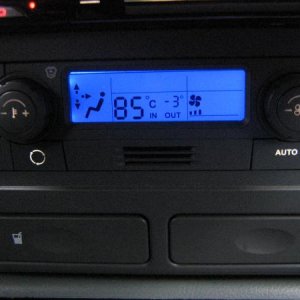 85°C -3°
IN OUT
- +
AUTO